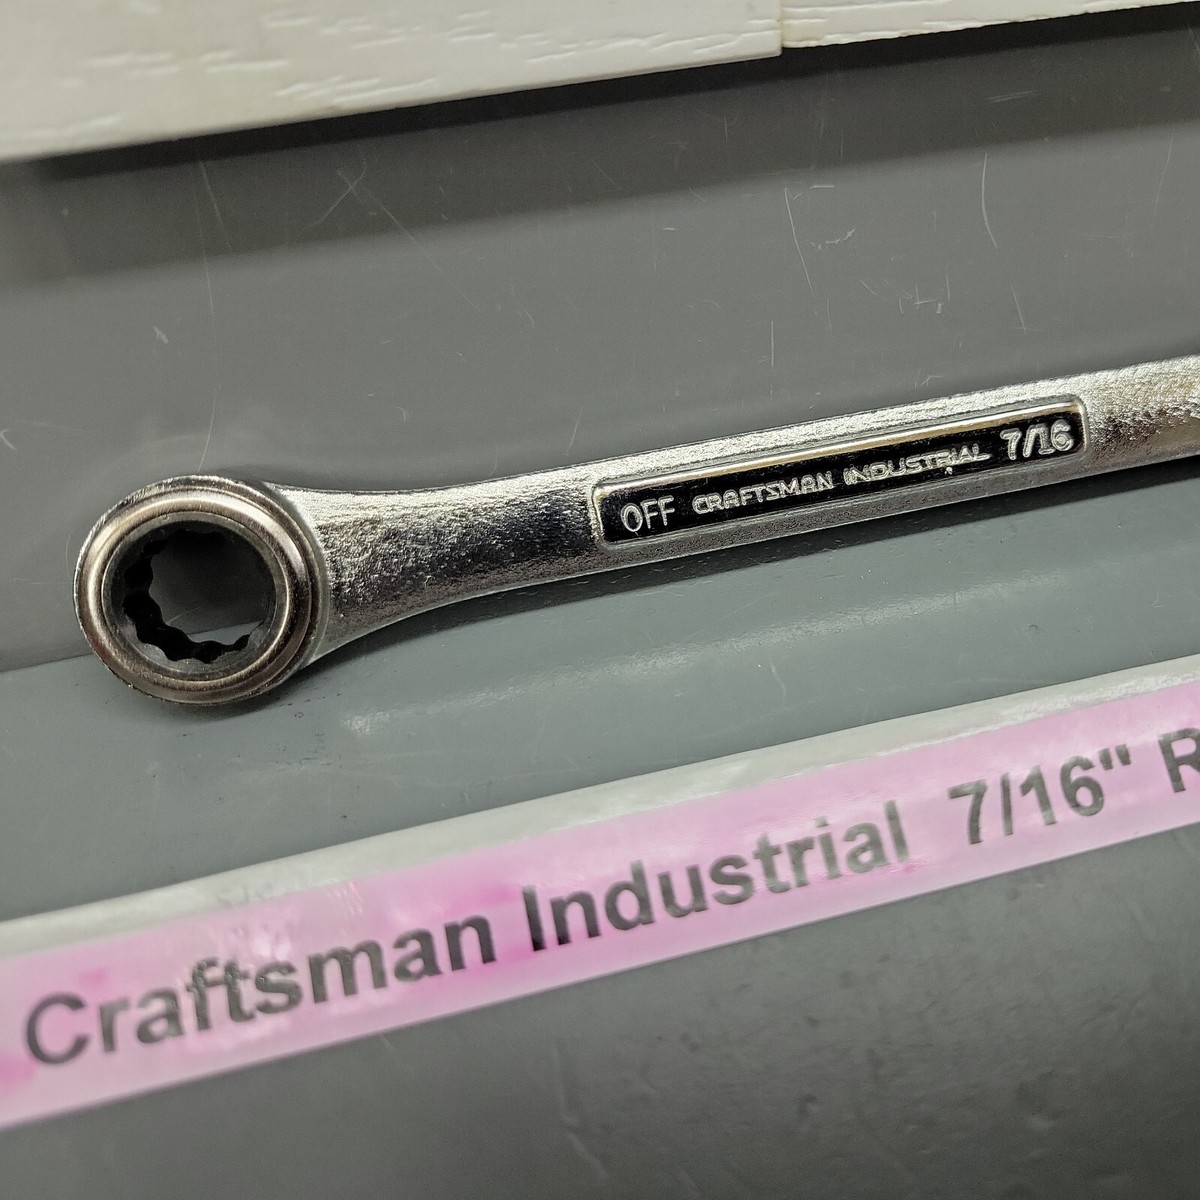 OFF CRAFTSMAN INDUSTRIAL 7/16
Craftsman Industrial 7/16" R